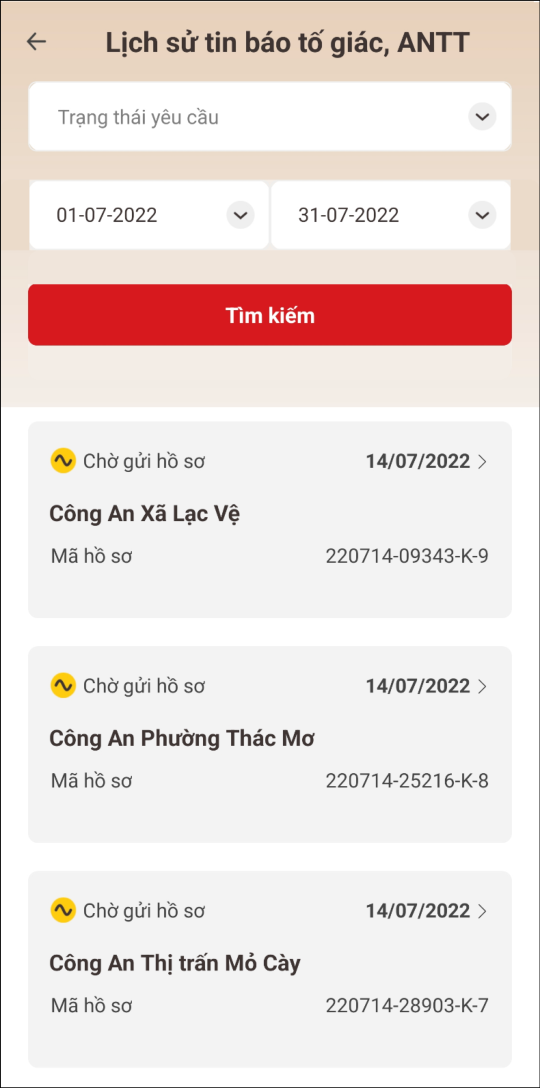 Lịch sử tin báo tố giác, ANTT
Trạng thái yêu cầu
01-07-2022 31-07-2022
Tìm kiếm
Chờ gửi hồ sơ 14/07/2022
Công An Xã Lạc Vệ
Mã hồ sơ 220714-09343-K-9
Chờ gửi hồ sơ 14/07/2022
Công An Phường Thác Mơ
Mã hồ sơ 220714-25216-K-8
Chờ gửi hồ sơ 14/07/2022
Công An Thị trấn Mỏ Cày
Mã hồ sơ 220714-28903-K-7